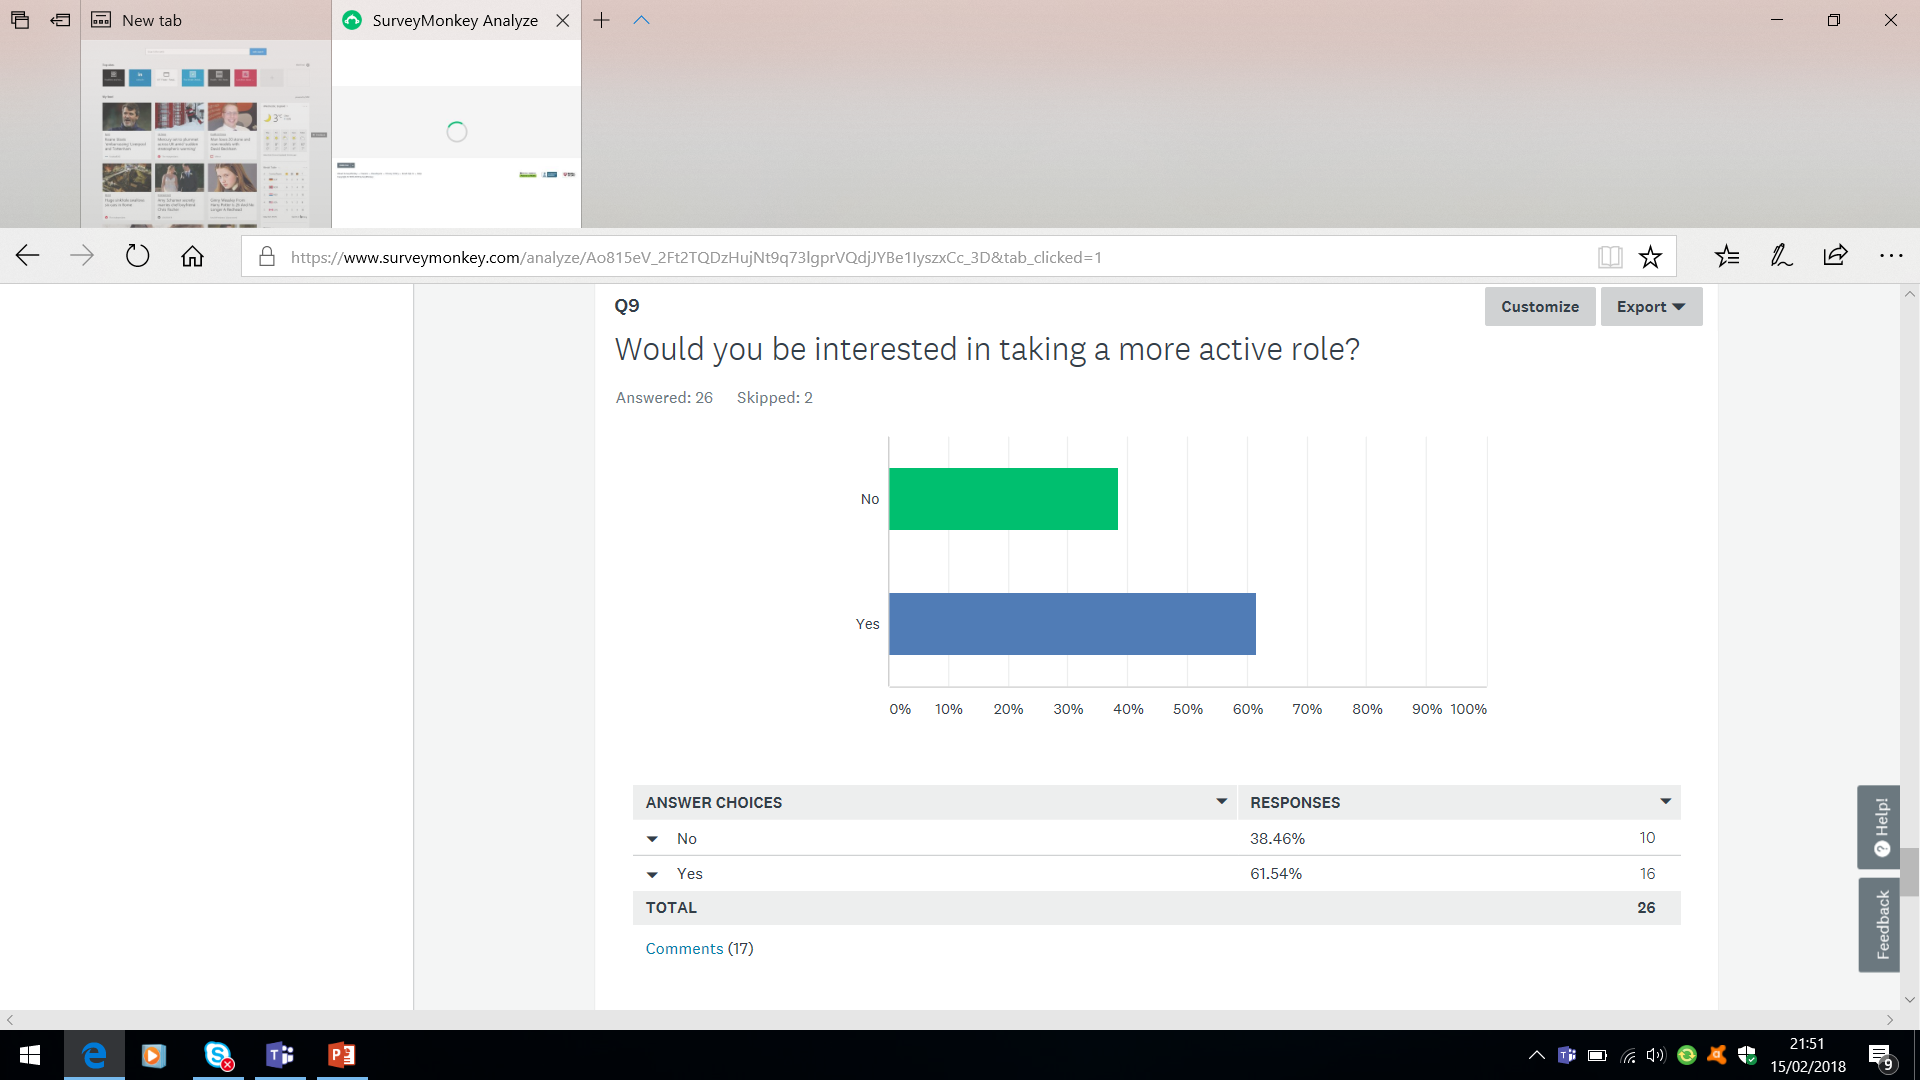 New tab
SurveyMonkey Analyze
3°
https://www.surveymonkey.com/analyze/Ao815eV_2Ft2TQDzHujNt9q73lgprVQdjJYBe1IyszxCc_3D&tab_clicked=1
Q9
Customize
Export
Would you be interested in taking a more active role?
Answered: 26 Skipped: 2
No
Yes
0% 10% 20% 30% 40% 50% 60% 70% 80% 90% 100%
ANSWER CHOICES RESPONSES
No 38.46% 10
Yes 61.54% 16
TOTAL 26
Comments (17)
Help!
Feedback
21:51
15/02/2018
9